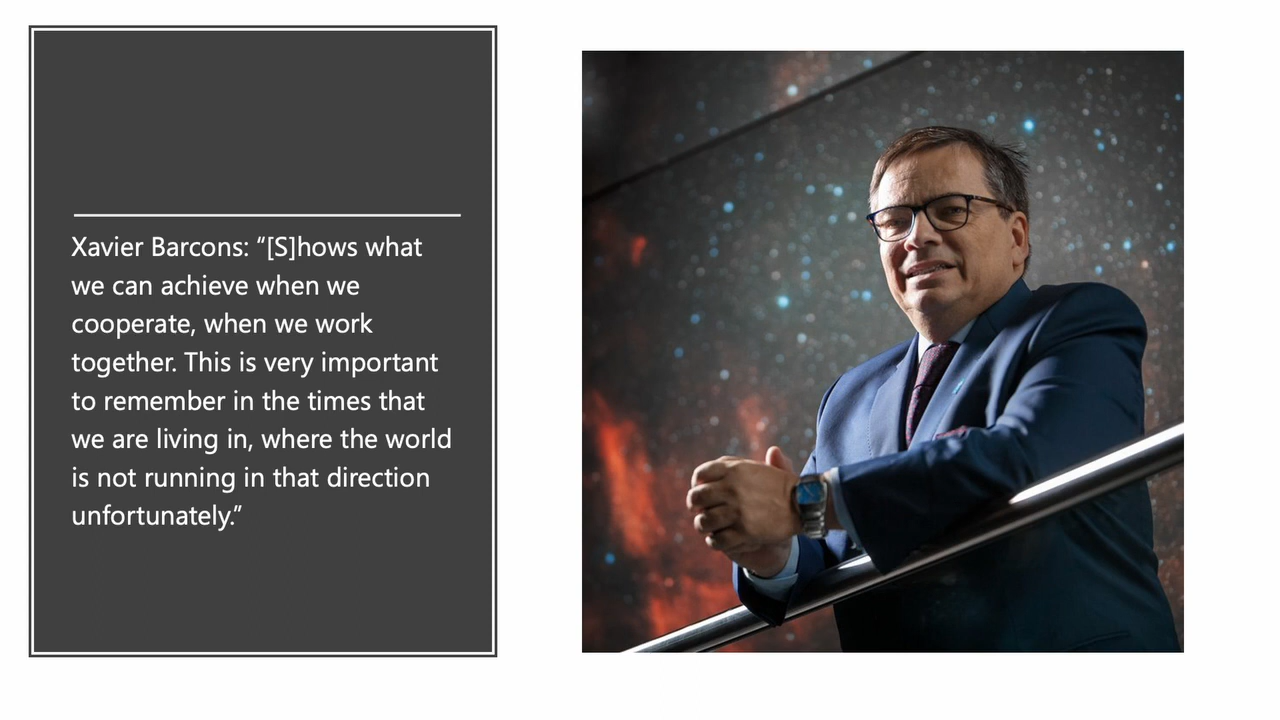 Xavier Barcons: “[S]hows what
we can achieve when we
cooperate, when we work
together. This is very important
to remember in the times that
we are living in, where the world
is not running in that direction
unfortunately.”